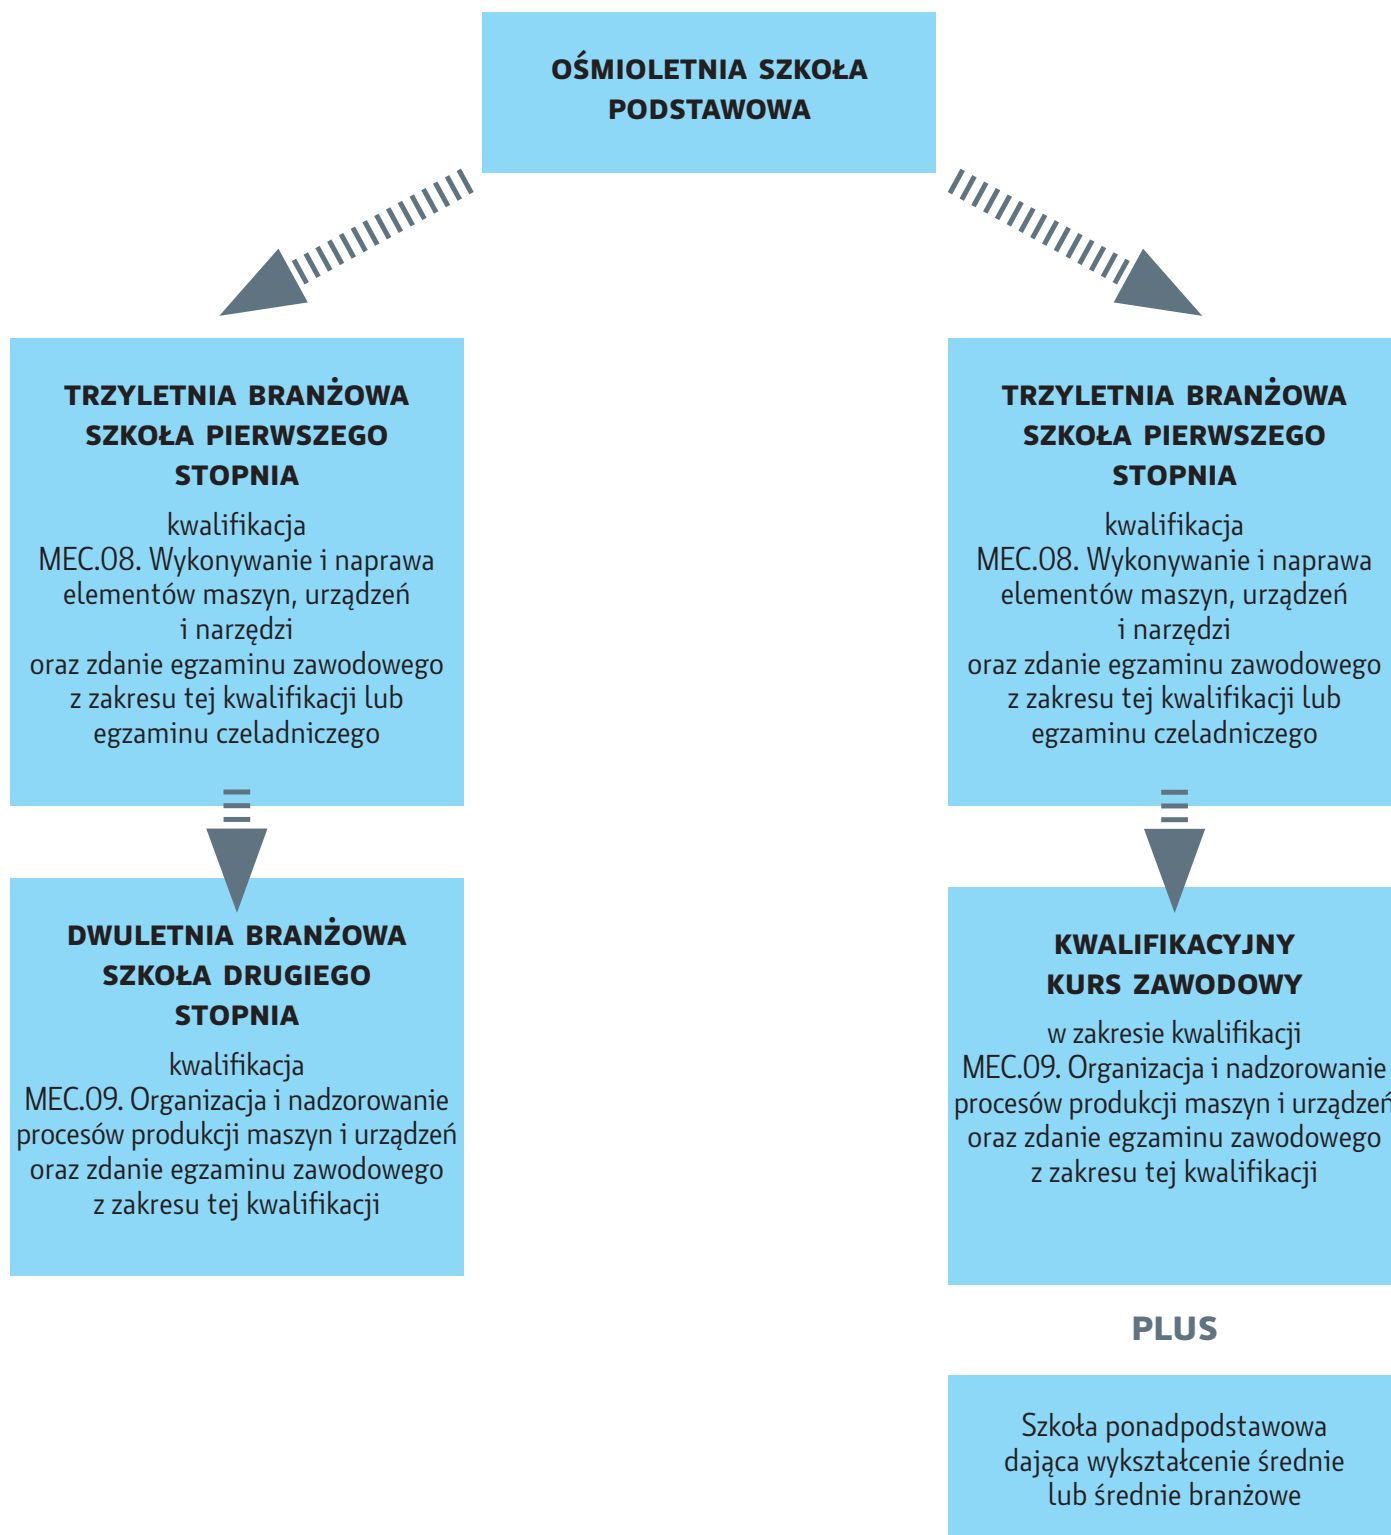 OŚMIOLETNIA SZKOŁA
PODSTAWOWA
TRZYLETNIA BRANŻOWA
SZKOŁA PIERWSZEGO
STOPNIA
kwalifikacja
MEC.08. Wykonywanie i naprawa
elementów maszyn, urządzeń
i narzędzi
oraz zdanie egzaminu zawodowego
z zakresu tej kwalifikacji lub
egzaminu czeladniczego
DWULETNIA BRANŻOWA
SZKOŁA DRUGIEGO
STOPNIA
kwalifikacja
MEC.09. Organizacja i nadzorowanie
procesów produkcji maszyn i urządzeń
oraz zdanie egzaminu zawodowego
z zakresu tej kwalifikacji
TRZYLETNIA BRANŻOWA
SZKOŁA PIERWSZEGO
STOPNIA
kwalifikacja
MEC.08. Wykonywanie i naprawa
elementów maszyn, urządzeń
i narzędzi
oraz zdanie egzaminu zawodowego
z zakresu tej kwalifikacji lub
egzaminu czeladniczego
KWALIFIKACYJNY
KURS ZAWODOWY
w zakresie kwalifikacji
MEC.09. Organizacja i nadzorowanie
procesów produkcji maszyn i urządzeń
oraz zdanie egzaminu zawodowego
z zakresu tej kwalifikacji
PLUS
Szkoła ponadpodstawowa
dająca wykształcenie średnie
lub średnie branżowe